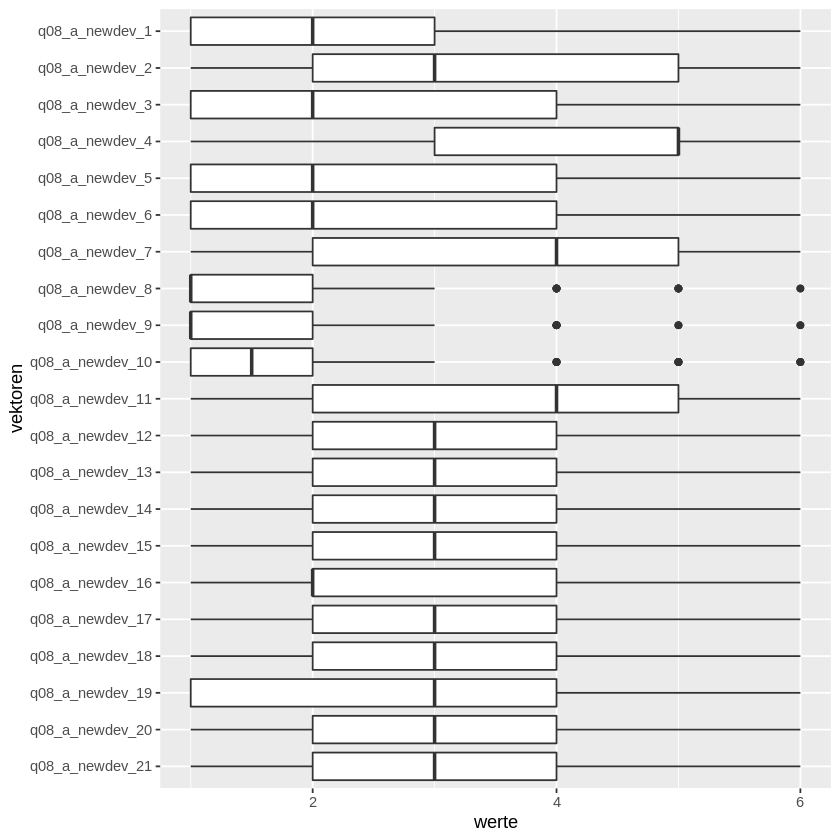 q08_a_newdev_1
q08_a_newdev_2
q08_a_newdev_3
q08_a_newdev_4
q08_a_newdev_5
q08_a_newdev_6
q08_a_newdev_7
q08_a_newdev_8
q08_a_newdev_9
q08_a_newdev_10
q08_a_newdev_11
q08_a_newdev_12
q08_a_newdev_13
q08_a_newdev_14
q08_a_newdev_15
q08_a_newdev_16
q08_a_newdev_17
q08_a_newdev_18
q08_a_newdev_19
q08_a_newdev_20
q08_a_newdev_21
vektoren
2 4 6
werte